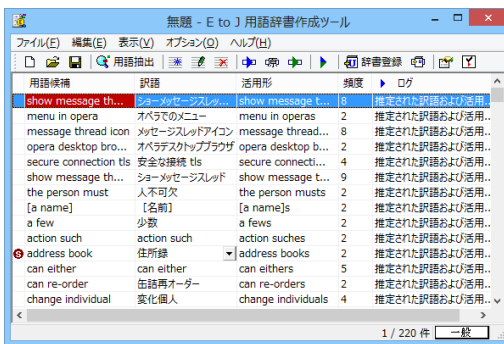 無題 - E to J 用語辞書作成ツール
ファイル(F) 編集(E) 表示(V) オプション(O) ヘルプ(H)
用語抽出 辞書登録
用語候補 訳語 活用形 頻度 ログ
show message th... ショーメッセージスレッ... show message t... 8 推定された訳語および活用..
menu in opera オペラでのメニュー menu in operas 2 推定された訳語および活用..
message thread icon メッセージスレッドアイコン message thread... 8 推定された訳語および活用..
opera desktop bro... オペラデスクトップブラウザ opera desktop b... 2 推定された訳語および活用..
secure connection tls 安全な接続 tls secure connecti... 4 推定された訳語および活用..
show message th... ショーメッセージスレッド show message t... 9 推定された訳語および活用..
the person must 人不可欠 the person musts 2 推定された訳語および活用..
[a name] [名前] [a name]s 2 推定された訳語および活用..
a few 少数 a fews 2 推定された訳語および活用..
action such action such action suches 2 推定された訳語および活用..
S address book 住所録 address books 2 推定された訳語および活用..
can either can either can eithers 5 推定された訳語および活用..
can re-order 缶詰再オーダー can re-orders 2 推定された訳語および活用..
change individual 変化個人 change individuals 4 推定された訳語および活用..
1 / 220 件 一般